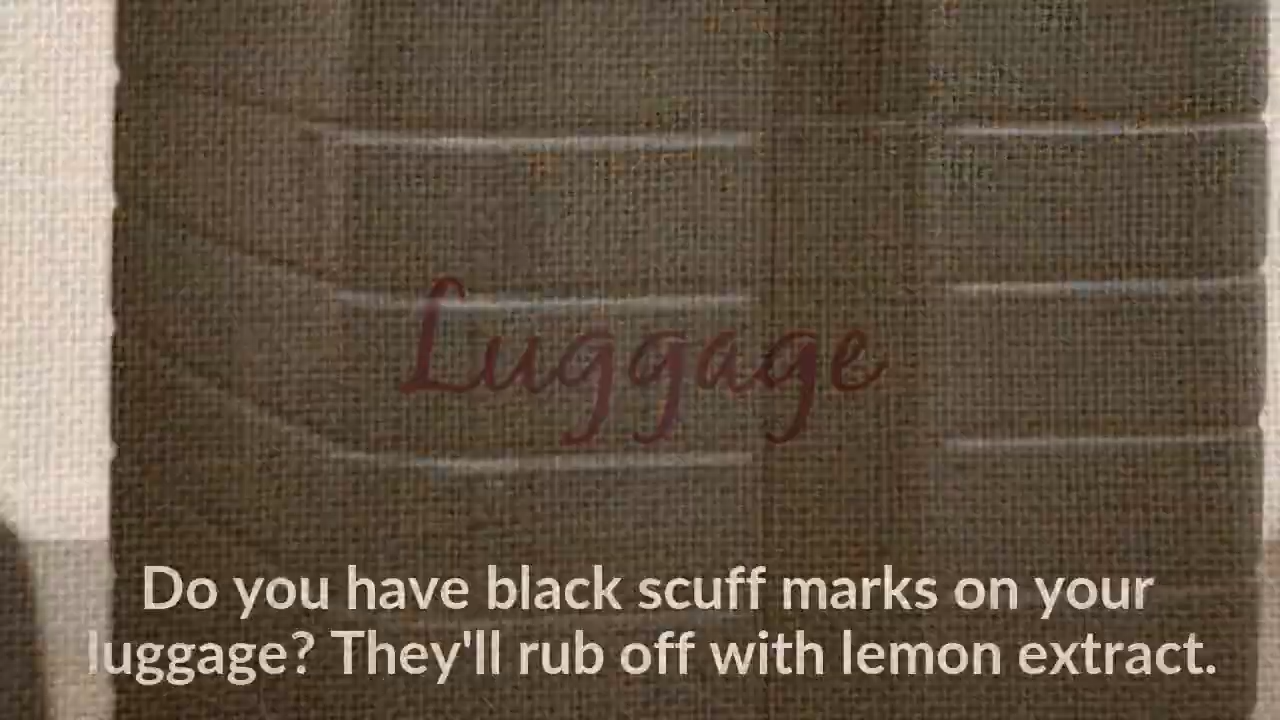 Luggage
Do you have black scuff marks on your
luggage? They'll rub off with lemon extract.